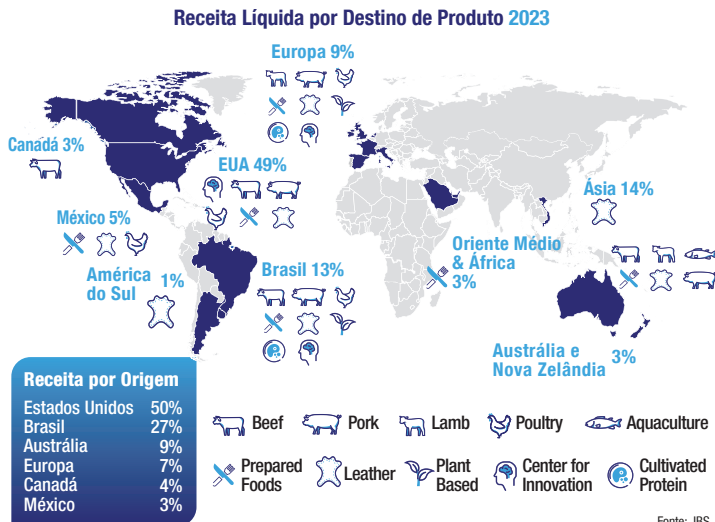 Receita Líquida por Destino de Produto 2023
Europa 9%
Canadá 3%
EUA 49%
Ásia 14%
México 5%
Oriente Médio
& África
3%
América
do Sul
1%
Brasil 13%
Austrália e
Nova Zelândia
3%
Receita por Origem
Estados Unidos 50%
Brasil 27%
Austrália 9%
Europa 7%
Canadá 4%
México 3%
Beef
Pork
Lamb
Poultry
Aquaculture
Prepared
Foods
Leather
Plant
Based
Center for
Innovation
Cultivated
Protein
Fonte: JBS